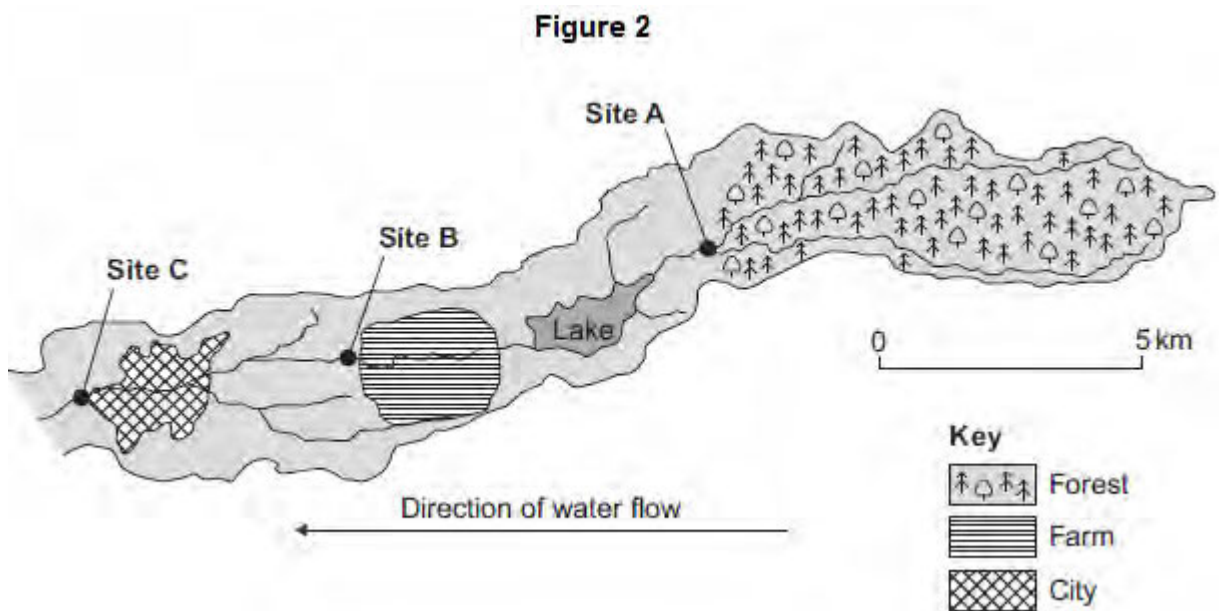 Figure 2
Site A
Site B
Site C
Lake
0 5 km
Key
Forest
Farm
City
Direction of water flow